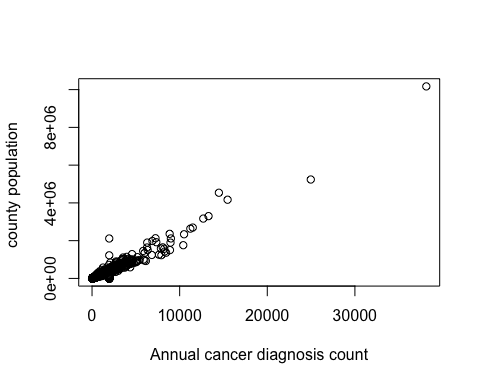 county population
8e+06
4e+06
0e+00
0
10000
20000
30000
Annual cancer diagnosis count